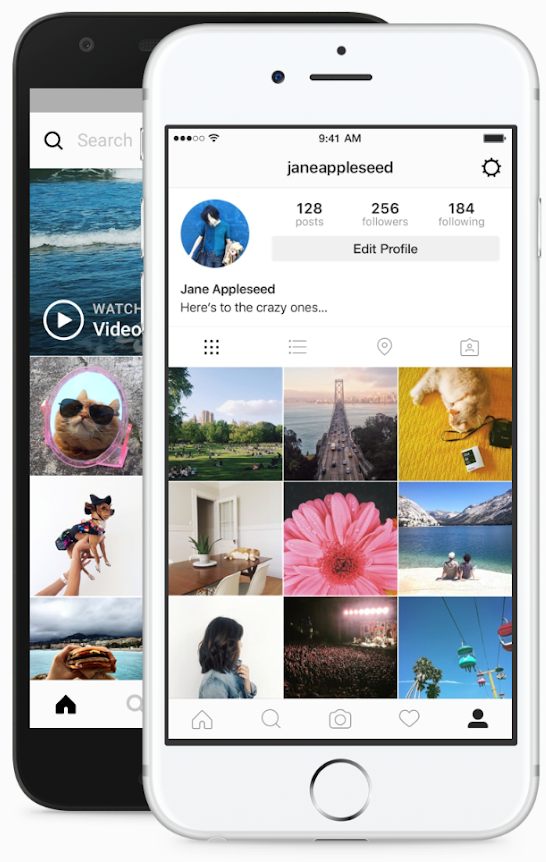 Search
WATCH
Video
9:41 AM
janeappleseed
128 256 184
posts followers following
Edit Profile
Jane Appleseed
Here's to the crazy ones...